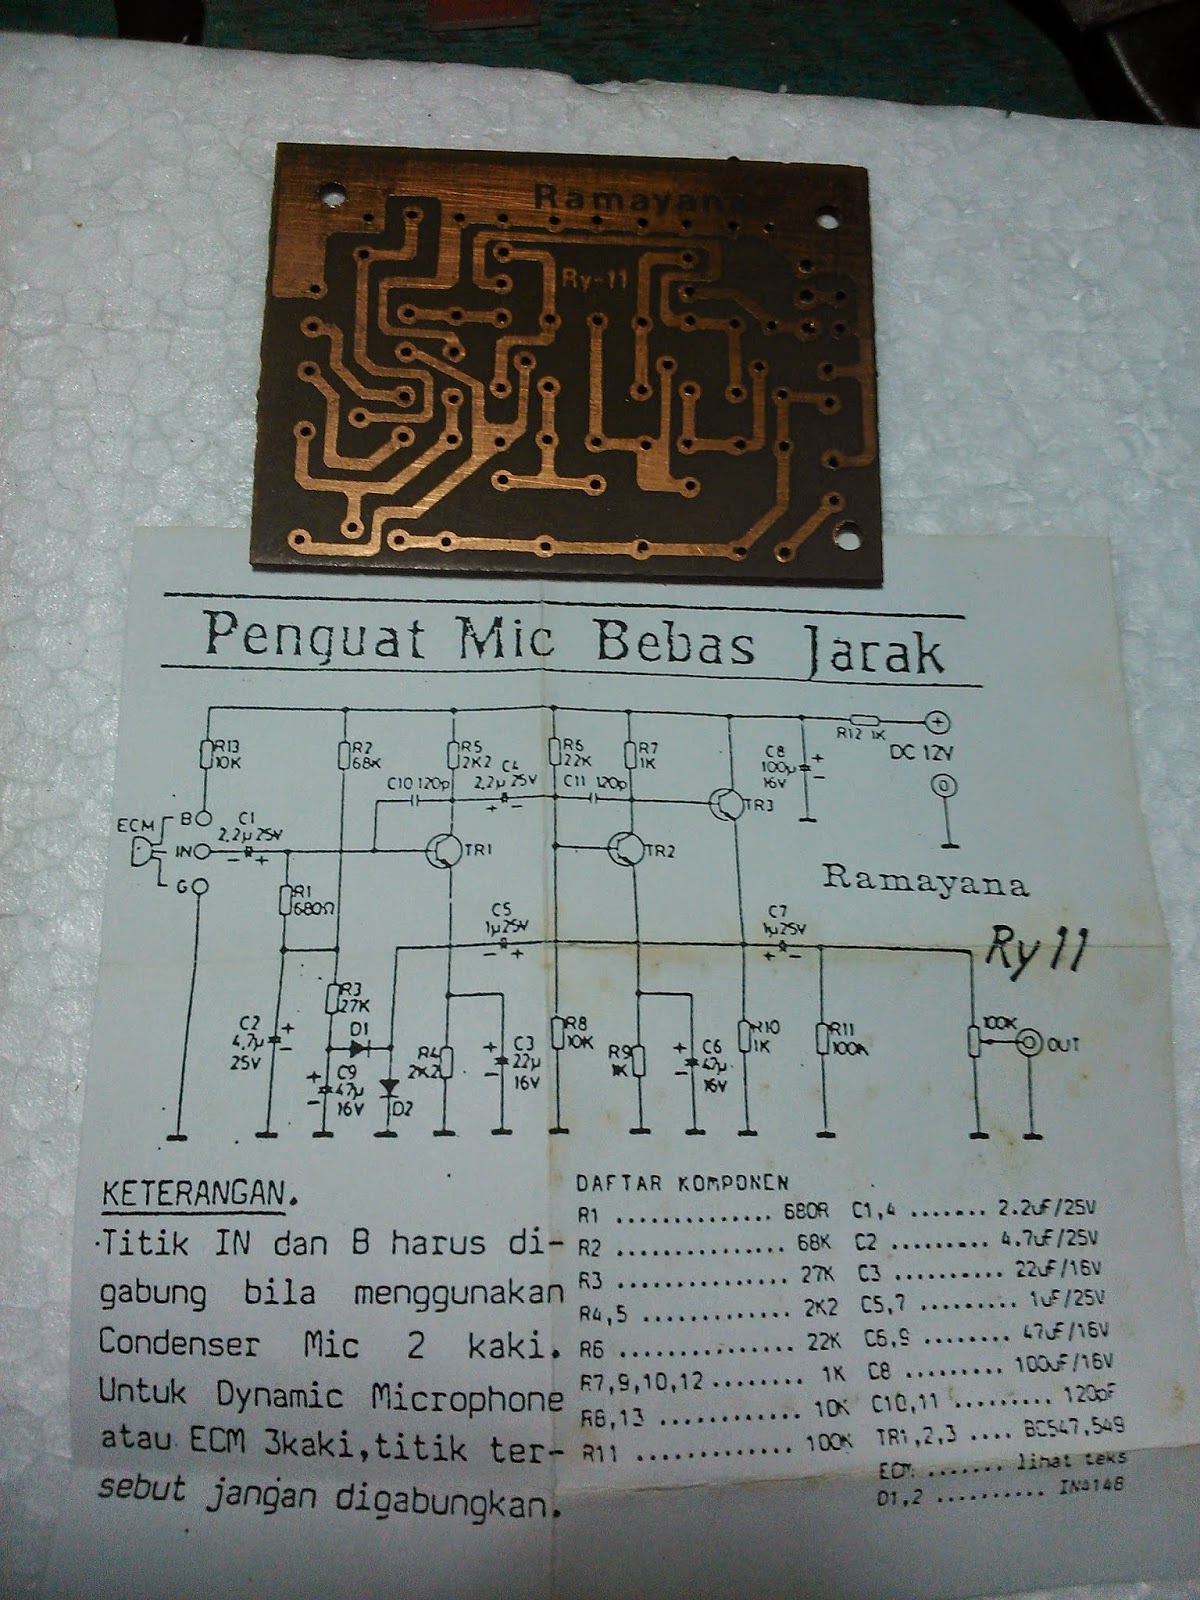 Ramayana
Ry-11
Penguat Mic Bebas Jarak
R13
10K
R2
68K
R5
2K2
C4
2,2µ 25V
R6
22K
R7
1K
C8
100µ
16V
R12 1K
DC 12V
C10 120p
C11 120p
ECM
B
IN
G
C1
2,2µ 25V
R1
680Ω
TR1
TR2
TR3
Ramayana
Ry 11
C5
1µ25V
C7
1µ25V
R3
27K
C2
4,7µ
25V
D1
C9
47µ
16V
D2
R4
2K2
C3
22µ
16V
R8
10K
R9
1K
C6
47µ
16V
R10
1K
R11
100K
100K
OUT
KETERANGAN.
Titik IN dan B harus di-
gabung bila menggunakan
Condenser Mic 2 kaki.
Untuk Dynamic Microphone
atau ECM 3kaki,titik ter-
sebut jangan digabungkan.
DAFTAR KOMPONEN
R1 .............. 680R C1,4 ....... 2.2uF/25V
R2 ............... 68K C2 ......... 4.7uF/25V
R3 ............... 27K C3 .......... 22uF/16V
R4,5 ............. 2K2 C5,7 ......... 1uF/25V
R6 ............... 22K C6,9 ........ 47uF/16V
R7,9,10,12 ........ 1K C8 ......... 100uF/16V
R8,13 ............ 10K C10,11 ......... 120pF
R11 ............. 100K TR1,2,3 .... BC547,549
ECM ....... lihat teks
D1,2 .......... IN4148